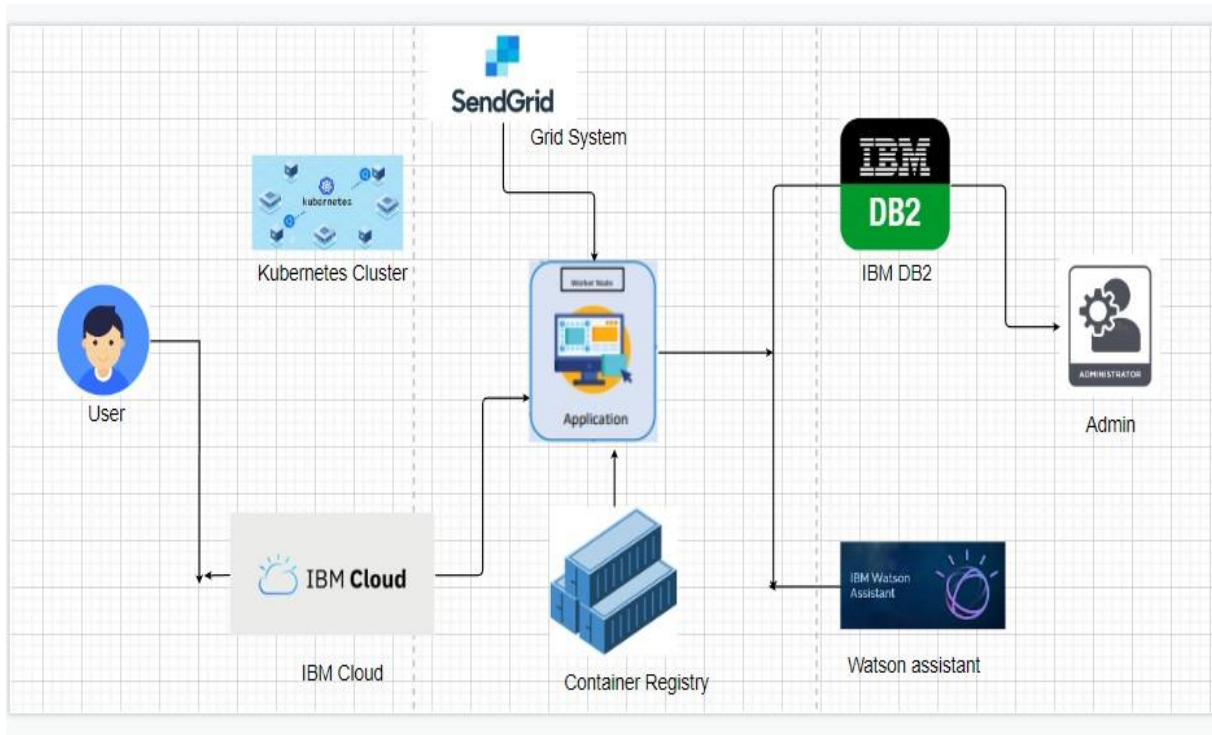 SendGrid
Grid System
kubernetes
Kubernetes Cluster
IBM
DB2
IBM DB2
Worker Node
Application
ADMINISTRATOR
Admin
User
IBM Cloud
IBM Cloud
Container Registry
IBM Watson
Assistant
Watson assistant